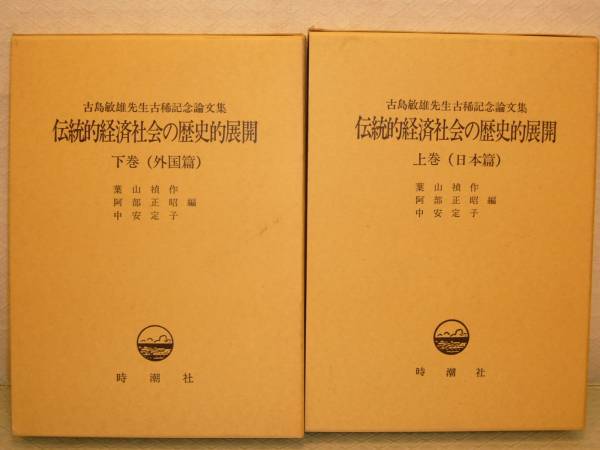 古島敏雄先生古稀記念論文集
伝統的経済社会の歴史的展開
下巻（外国篇）
葉山禎作
阿部正昭編
中安定子
時潮社
古島敏雄先生古稀記念論文集
伝統的経済社会の歴史的展開
上巻（日本篇）
葉山禎作
阿部正昭編
中安定子
時潮社